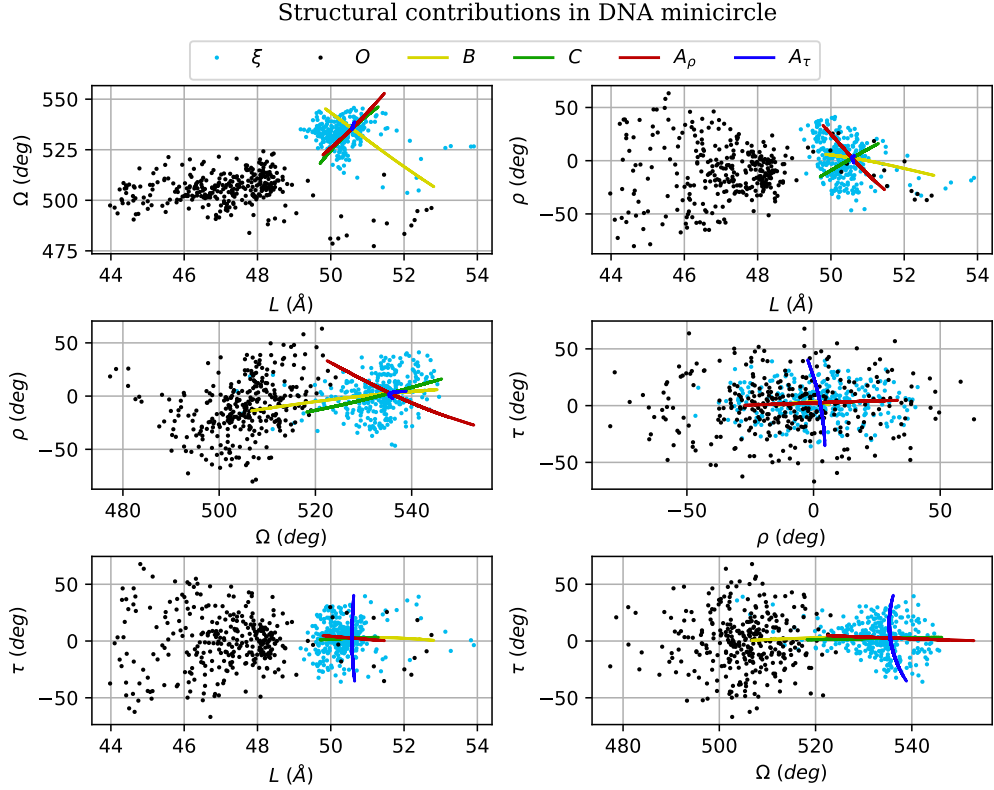 Structural contributions in DNA minicircle
ξ O B C Aρ Aτ
550
525
500
475
Ω (deg)
44 46 48 50 52 54
L (Å)
50
0
−50
ρ (deg)
44 46 48 50 52 54
L (Å)
50
0
−50
ρ (deg)
480 500 520 540
Ω (deg)
50
0
−50
τ (deg)
−50 0 50
ρ (deg)
50
0
−50
τ (deg)
44 46 48 50 52 54
L (Å)
50
0
−50
τ (deg)
480 500 520 540
Ω (deg)